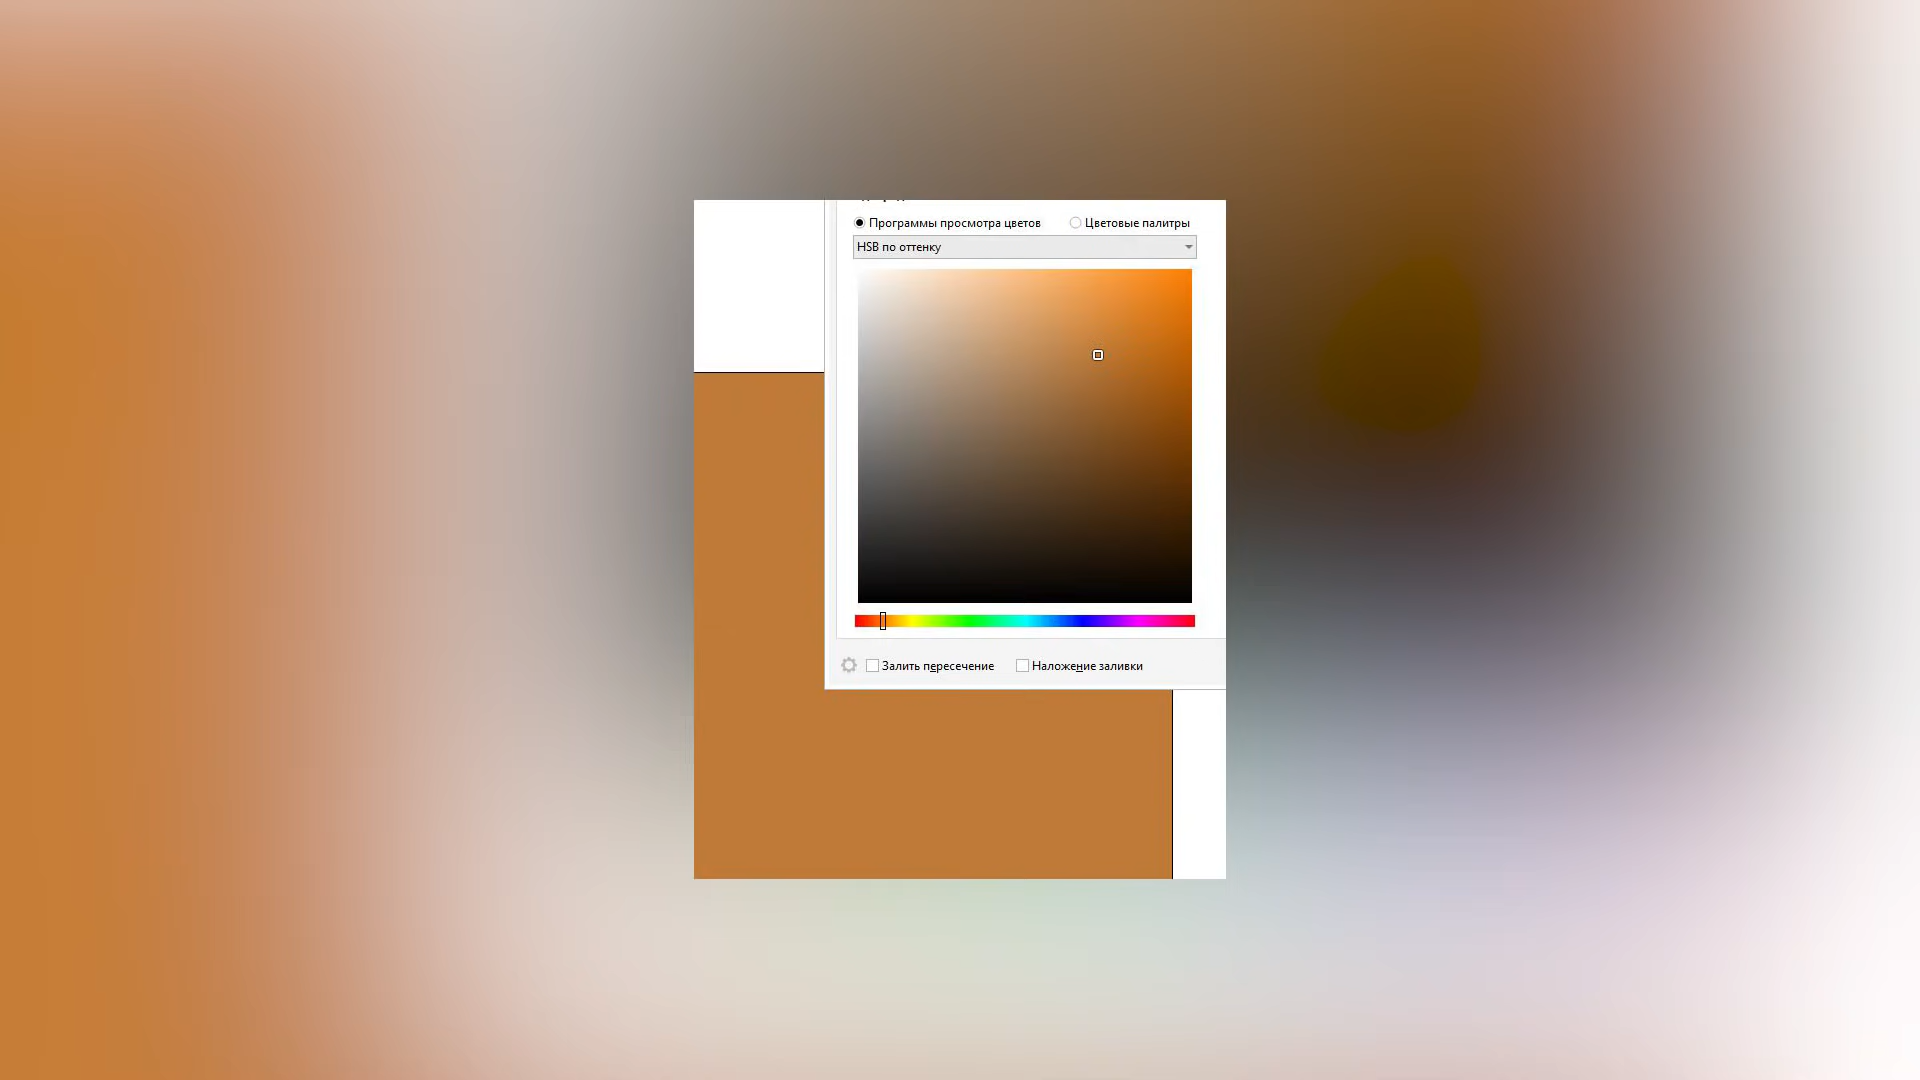 Программы просмотра цветов
Цветовые палитры
HSB по оттенку
Залить пересечение
Наложение заливки